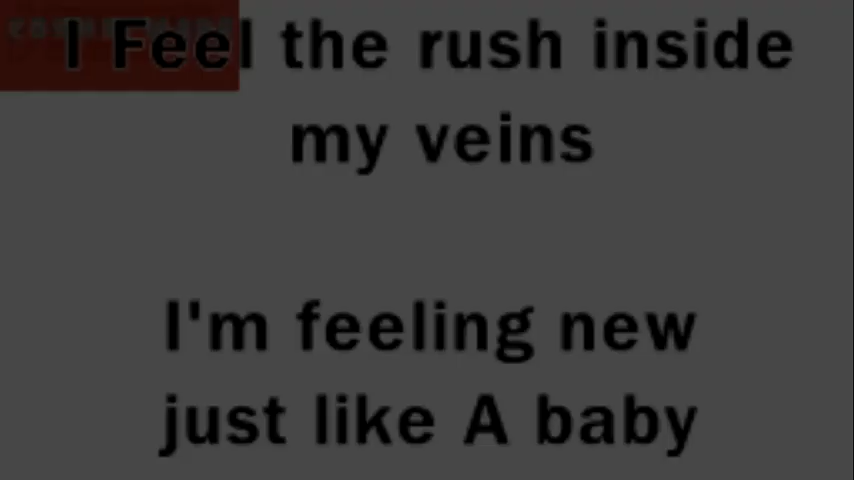 I Feel the rush inside
my veins
I'm feeling new
just like A baby